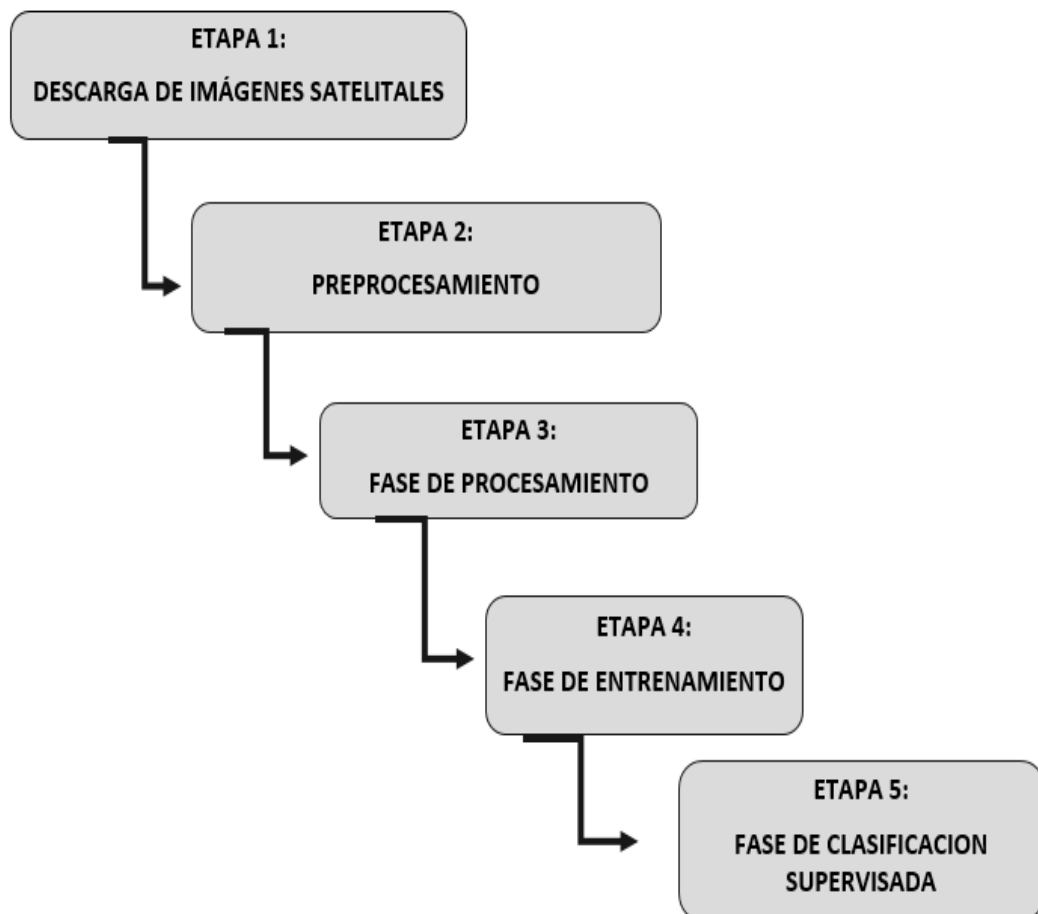 ETAPA 1:
DESCARGA DE IMÁGENES SATELITALES
ETAPA 2:
PREPROCESAMIENTO
ETAPA 3:
FASE DE PROCESAMIENTO
ETAPA 4:
FASE DE ENTRENAMIENTO
ETAPA 5:
FASE DE CLASIFICACION
SUPERVISADA